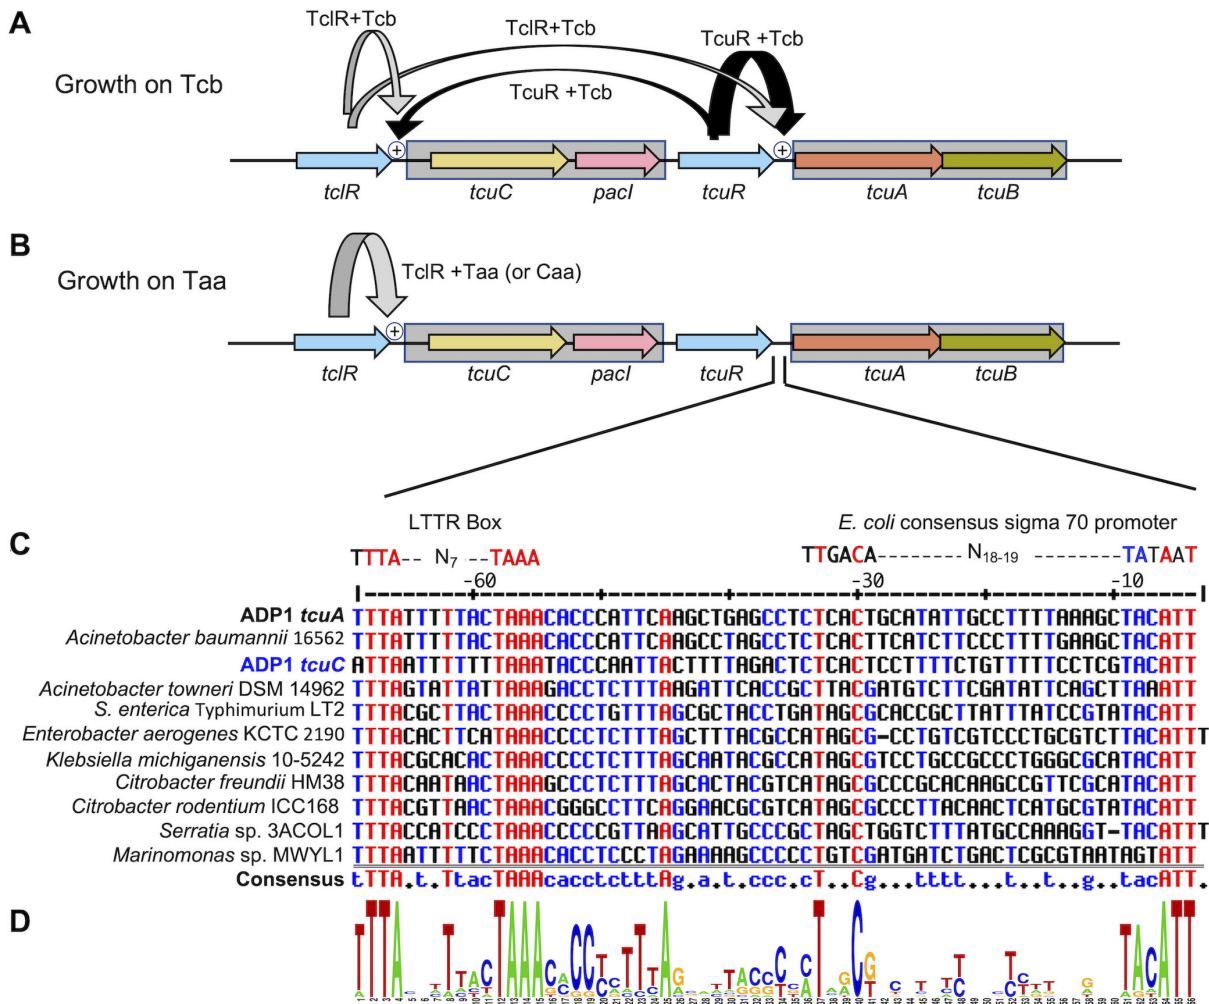 A
Growth on Tcb
TclR+Tcb
TclR+Tcb
TcuR +Tcb
TcuR +Tcb
+ +
tclR tcuC pacI tcuR tcuA tcuB
B
Growth on Taa
TclR +Taa (or Caa)
+
tclR tcuC pacI tcuR tcuA tcuB
C
LTTR Box E. coli consensus sigma 70 promoter
TTTA-- N7 --TAAA TTGACA------- N18-19 -------TATAAT
-60 -30 -10
ADP1 tcuA TTTATTTTTACTAAACACCCATTCAAGCTGAGCCTCTCACTGCATATTGCCTTTTAAAGCTACATT
Acinetobacter baumannii 16562 TTTATTTTTACTAAACACCCATTCAAGCCTAGCCTCTCACTTCATCTTGCCTTTTGAAGCTACATT
ADP1 tcuC ATTAATTTTTTTAAATACCCAATTACTTTTAGACTCTCACTCCTTTTCTGTTTTTCCTCGTACATT
Acinetobacter towneri DSM 14962 TTTAGTATTATTAAAGACCTCTTTAAGATTCACCGCTTACGATGTCTTCGATATTCAGCTTAAATT
S. enterica Typhimurium LT2 TTTACGCTTACTAAACCCCTGTTTAGCGCTACCTGATAGCGCACCGCTTATTTATCCGTATACATT
Enterobacter aerogenes KCTC 2190 TTTACACTTCATAAACCCCTCTTTAGCTTTACGCCATAGCG-CCTGTCGTCCCTGCGTCTTACATTT
Klebsiella michiganensis 10-5242 TTTACGCACACTAAACCCCTCTTTAGCAATACGCCATAGCGTCCTGCCGCCCTGGGCGCATACATT
Citrobacter freundii HM38 TTTACAATAACTAAAGCCCTCTTTAGCACTACGTCATAGCGCCCGCACAAGCCGTTCGCATACATT
Citrobacter rodentium ICC168 TTTACGTTAACTAAACGGGCCTTCAGGAACGCGTCATAGCGCCCTTACAACTCATGCGTATACATT
Serratia sp. 3ACOL1 TTTACCATCCCTAAACCCCCGTTAAGCATTGCCCGCTAGCTGGTCTTTATGCCAAAGGT-TACATTT
Marinomonas sp. MWYL1 TTTAATTTTTCTAAACACCTCCCTAGAAAAGCCCCCTGTCGATGATCTGACTCGCGTAATAGTATT
Consensus tTTA.t.TtacTAAAcacctctttAg.a.t.ccc.cT..Cg...tttt...t..t..g..tacATT.
D